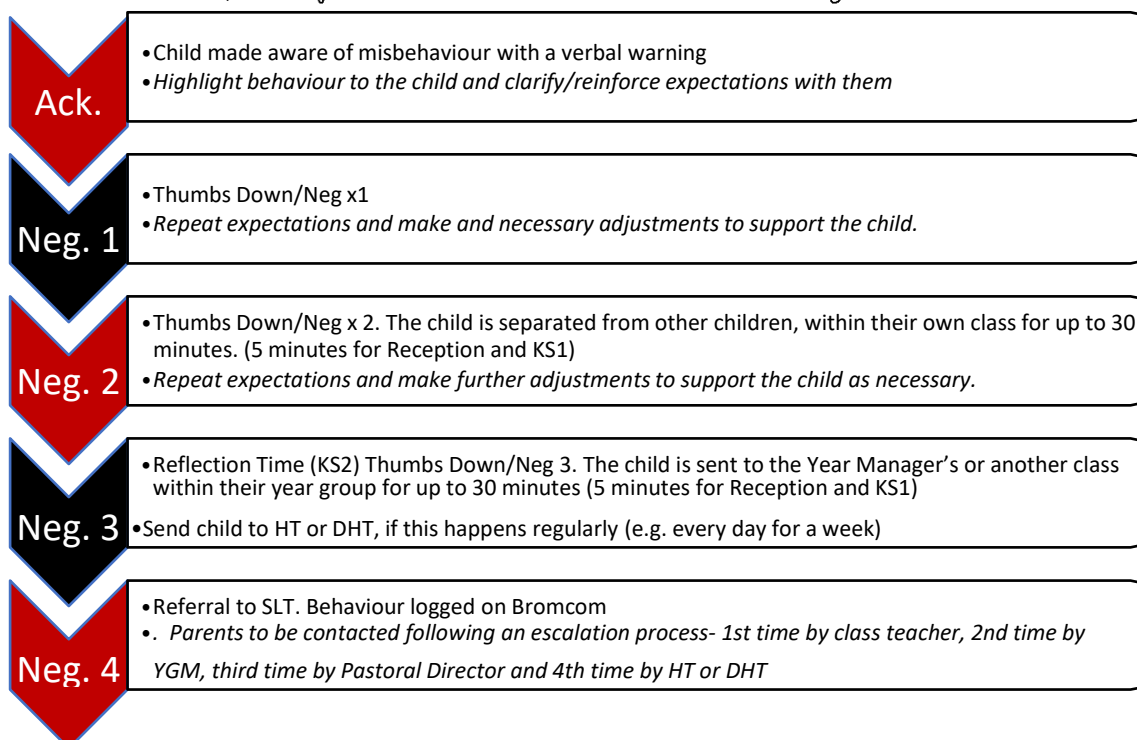 Ack.
•Child made aware of misbehaviour with a verbal warning
•Highlight behaviour to the child and clarify/reinforce expectations with them
Neg. 1
•Thumbs Down/Neg x1
•Repeat expectations and make and necessary adjustments to support the child.
Neg. 2
•Thumbs Down/Neg x 2. The child is separated from other children, within their own class for up to 30
minutes. (5 minutes for Reception and KS1)
•Repeat expectations and make further adjustments to support the child as necessary.
Neg. 3
•Reflection Time (KS2) Thumbs Down/Neg 3. The child is sent to the Year Manager’s or another class
within their year group for up to 30 minutes (5 minutes for Reception and KS1)
•Send child to HT or DHT, if this happens regularly (e.g. every day for a week)
Neg. 4
•Referral to SLT. Behaviour logged on Bromcom
•. Parents to be contacted following an escalation process- 1st time by class teacher, 2nd time by
YGM, third time by Pastoral Director and 4th time by HT or DHT